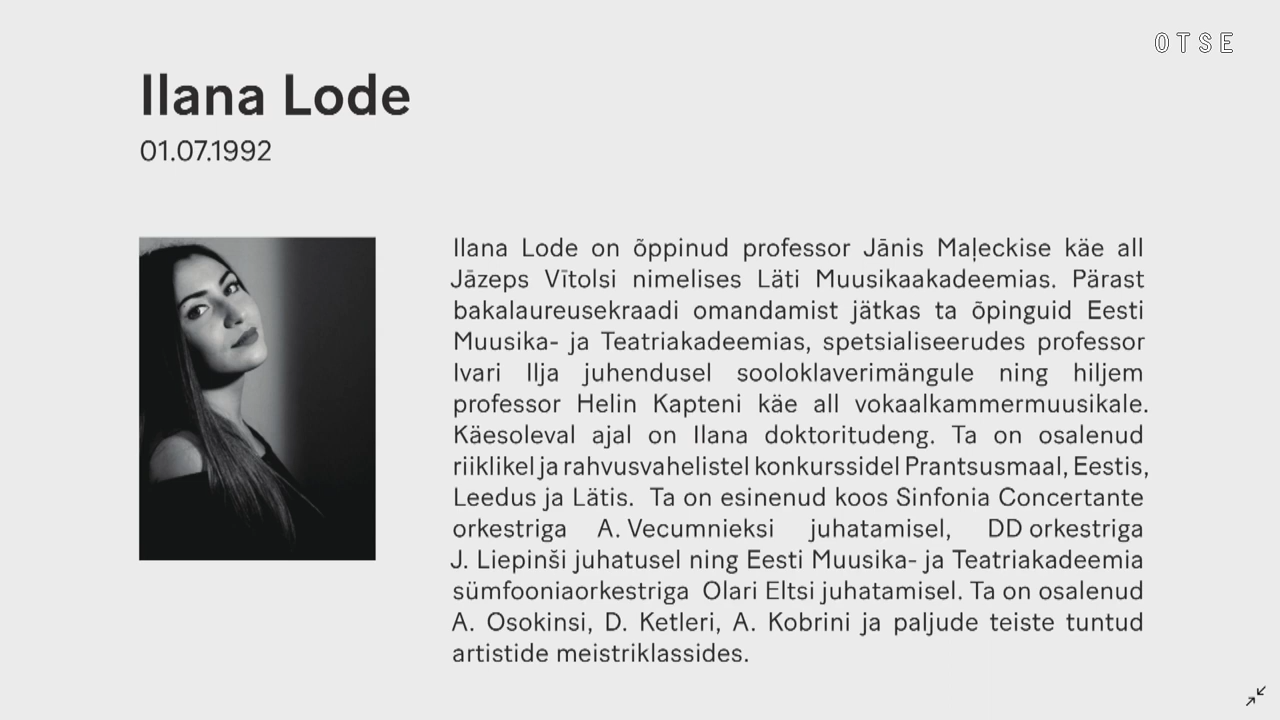 OTSE
Ilana Lode
01.07.1992
Ilana Lode on õppinud professor Jānis Maļeckise käe all
Jāzeps Vītolsi nimelises Läti Muusikaakadeemias. Pärast
bakalaureusekraadi omandamist jätkas ta õpinguid Eesti
Muusika- ja Teatriakadeemias, spetsialiseerudes professor
Ivari Ilja juhendusel sooloklaverimängule ning hiljem
professor Helin Kapteni käe all vokaalkammermuusikale.
Käesoleval ajal on Ilana doktoritudeng. Ta on osalenud
riiklikel ja rahvusvahelistel konkurssidel Prantsusmaal, Eestis,
Leedus ja Lätis. Ta on esinenud koos Sinfonia Concertante
orkestriga A. Vecumnieksi juhatamisel, DD orkestriga
J. Liepinši juhatusel ning Eesti Muusika- ja Teatriakadeemia
sümfooniaorkestriga Olari Eltsi juhatamisel. Ta on osalenud
A. Osokinsi, D. Ketleri, A. Kobrini ja paljude teiste tuntud
artistide meistriklassides.